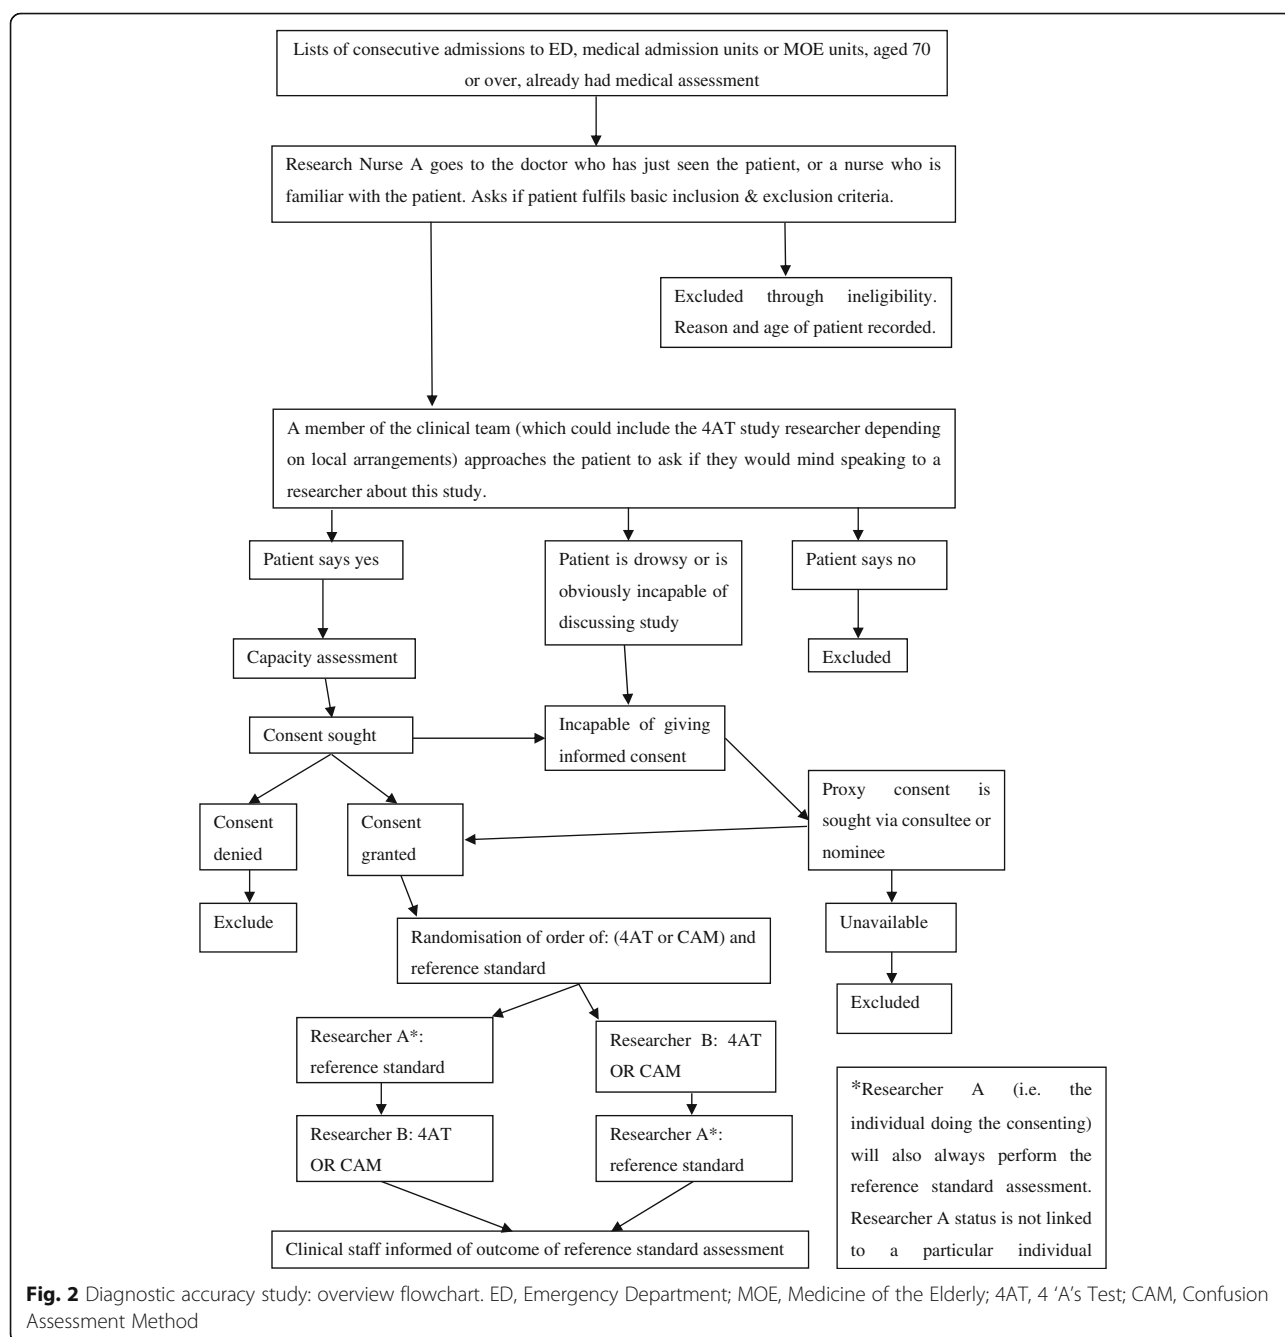 Lists of consecutive admissions to ED, medical admission units or MOE units, aged 70
or over, already had medical assessment
Research Nurse A goes to the doctor who has just seen the patient, or a nurse who is
familiar with the patient. Asks if patient fulfils basic inclusion & exclusion criteria.
Excluded through ineligibility.
Reason and age of patient recorded.
A member of the clinical team (which could include the 4AT study researcher depending
on local arrangements) approaches the patient to ask if they would mind speaking to a
researcher about this study.
Patient says yes
Patient is drowsy or is
obviously incapable of
discussing study
Patient says no
Capacity assessment
Excluded
Consent sought
Incapable of giving
informed consent
Proxy consent is
sought via consultee or
nominee
Consent
denied
Consent
granted
Exclude
Unavailable
Randomisation of order of: (4AT or CAM) and
reference standard
Excluded
Researcher A*:
reference standard
Researcher B: 4AT
OR CAM
Researcher B: 4AT
OR CAM
Researcher A*:
reference standard
*Researcher A (i.e. the
individual doing the consenting)
will also always perform the
reference standard assessment.
Researcher A status is not linked
to a particular individual
Clinical staff informed of outcome of reference standard assessment
Fig. 2 Diagnostic accuracy study: overview flowchart. ED, Emergency Department; MOE, Medicine of the Elderly; 4AT, 4 ‘A’s Test; CAM, Confusion
Assessment Method